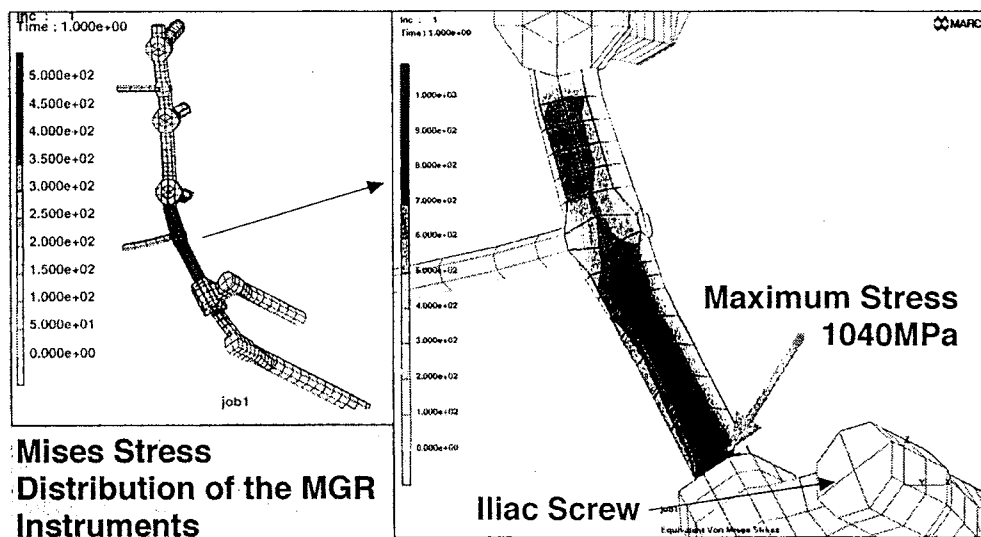 Inc : 1
Time : 1.000e+00
5.000e+02
4.500e+02
4.000e+02
3.500e+02
3.000e+02
2.500e+02
2.000e+02
1.500e+02
1.000e+02
5.000e+01
0.000e+00
job1
Mises Stress
Distribution of the MGR
Instruments
Inc : 1
Time : 1.000e+00
MARC
1.000e+03
9.000e+02
8.000e+02
7.000e+02
6.000e+02
5.000e+02
4.000e+02
3.000e+02
2.000e+02
1.000e+02
0.000e+00
Maximum Stress
1040MPa
Iliac Screw
job1
Equivalent Von Mises Stress